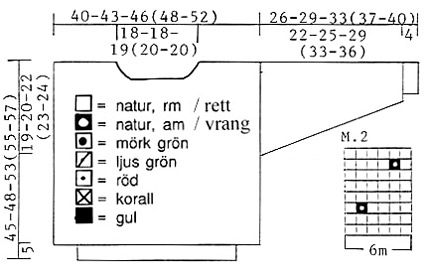 40-43-46(48-52)
26-29-33(37-40)
18-18-
19(20-20)
22-25-29
(33-36)
4
= natur, rm / rett
= natur, am / vrang
= mörk grön
= ljus grön
= röd
= korall
= gul
M.2
6m
45-48-53(55-57)
19-20-22
(23-24)
5